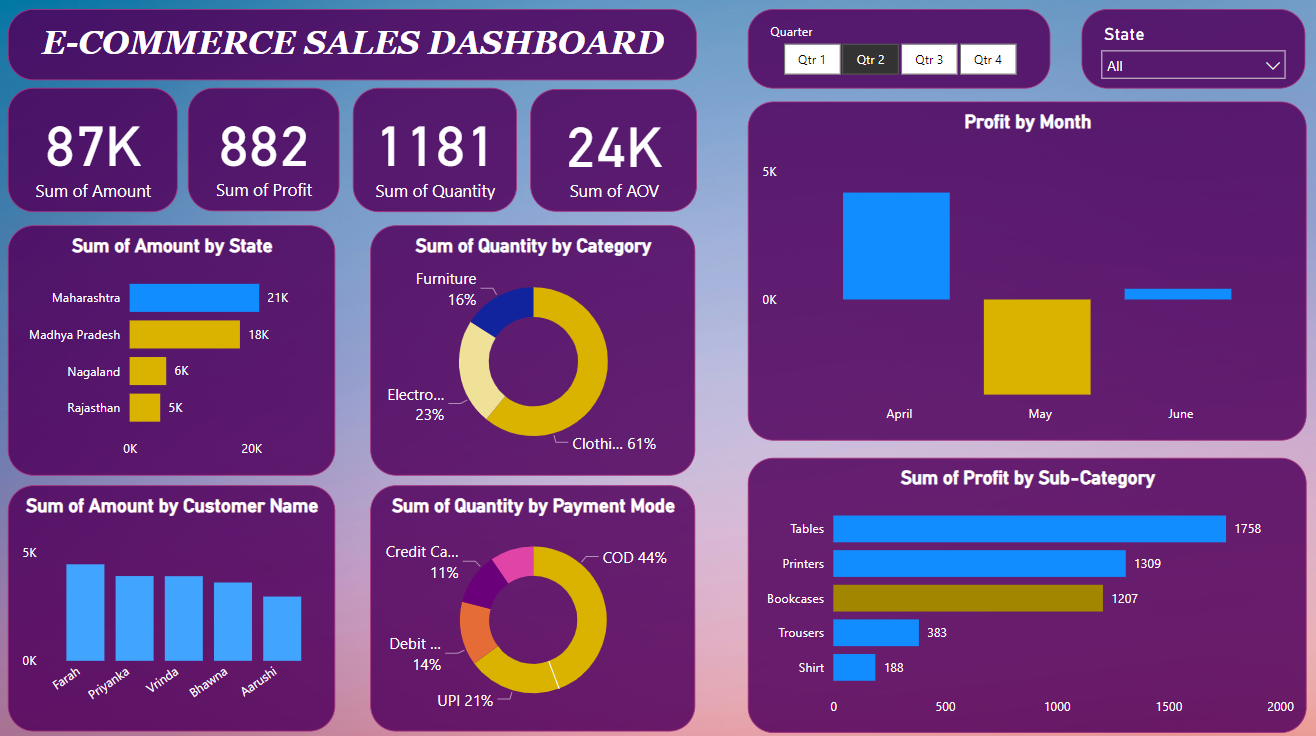 E-COMMERCE SALES DASHBOARD
Quarter
Qtr 1
Qtr 2
Qtr 3
Qtr 4
State
All
87K
Sum of Amount
882
Sum of Profit
1181
Sum of Quantity
24K
Sum of AOV
Sum of Amount by State
Maharashtra 21K
Madhya Pradesh 18K
Nagaland 6K
Rajasthan 5K
0K 20K
Sum of Quantity by Category
Furniture
16%
Electro...
23%
Clothi... 61%
Profit by Month
5K
0K
April May June
Sum of Amount by Customer Name
5K
0K
Farah
Priyanka
Vrinda
Bhawna
Aarushi
Sum of Quantity by Payment Mode
Credit Ca...
11%
COD 44%
Debit ...
14%
UPI 21%
Sum of Profit by Sub-Category
Tables 1758
Printers 1309
Bookcases 1207
Trousers 383
Shirt 188
0 500 1000 1500 2000